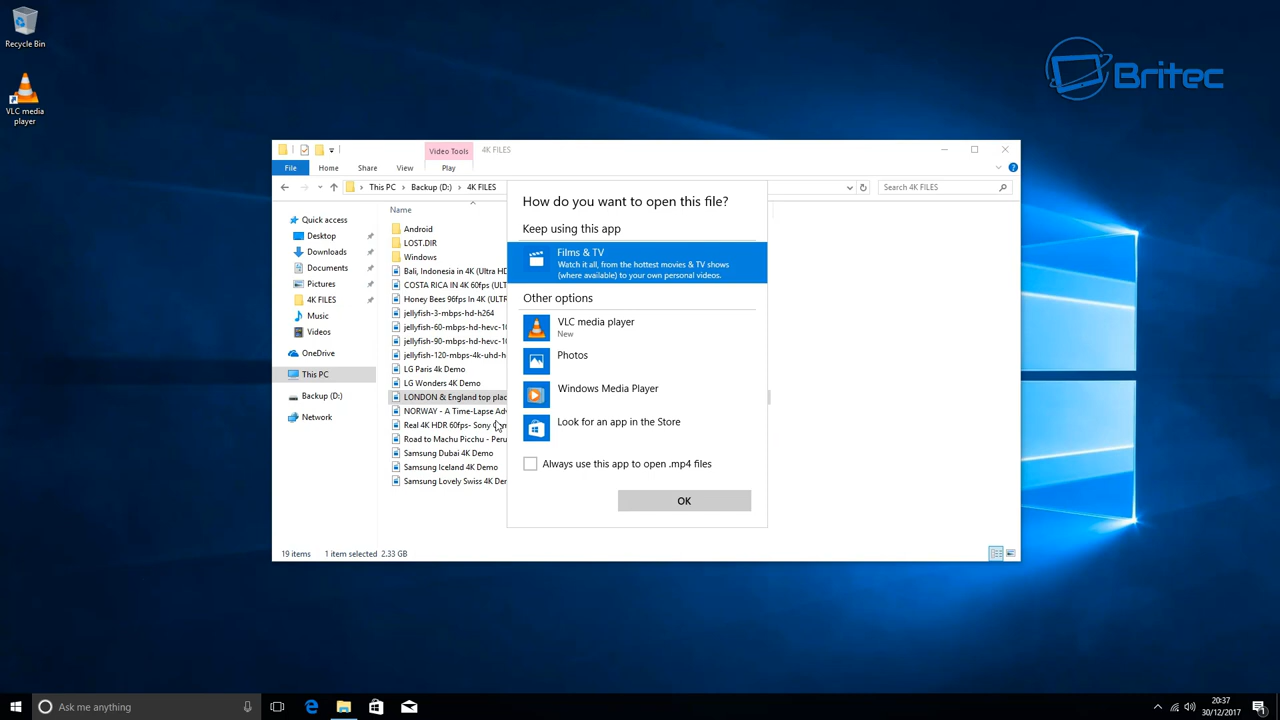 Recycle Bin
VLC media
player
Britec
Video Tools
4K FILES
File
Home
Share
View
Play
This PC
Backup (D:)
4K FILES
Search 4K FILES
Quick access
Desktop
Downloads
Documents
Pictures
4K FILES
Music
Videos
OneDrive
This PC
Backup (D:)
Network
Name
Android
LOST.DIR
Windows
Bali, Indonesia in 4K (Ultra HD
COSTA RICA IN 4K 60fps (UL
Honey Bees 96fps In 4K (ULT
jellyfish-3-mbps-hd-h264
jellyfish-60-mbps-hd-hevc-10
jellyfish-90-mbps-hd-hevc-10
jellyfish-120-mbps-4k-uhd-h
LG Paris 4k Demo
LG Wonders 4K Demo
LONDON & England top plac
NORWAY - A Time-Lapse Adv
Real 4K HDR 60fps- Sony
Road to Machu Picchu - Peru
Samsung Dubai 4K Demo
Samsung Iceland 4K Demo
Samsung Lovely Swiss 4K Der
How do you want to open this file?
Keep using this app
Films & TV
Watch it all, from the hottest movies & TV shows
(where available) to your own personal videos.
Other options
VLC media player
New
Photos
Windows Media Player
Look for an app in the Store
Always use this app to open .mp4 files
OK
19 items
1 item selected 2.33 GB
Ask me anything
20:37
30/12/2017
1